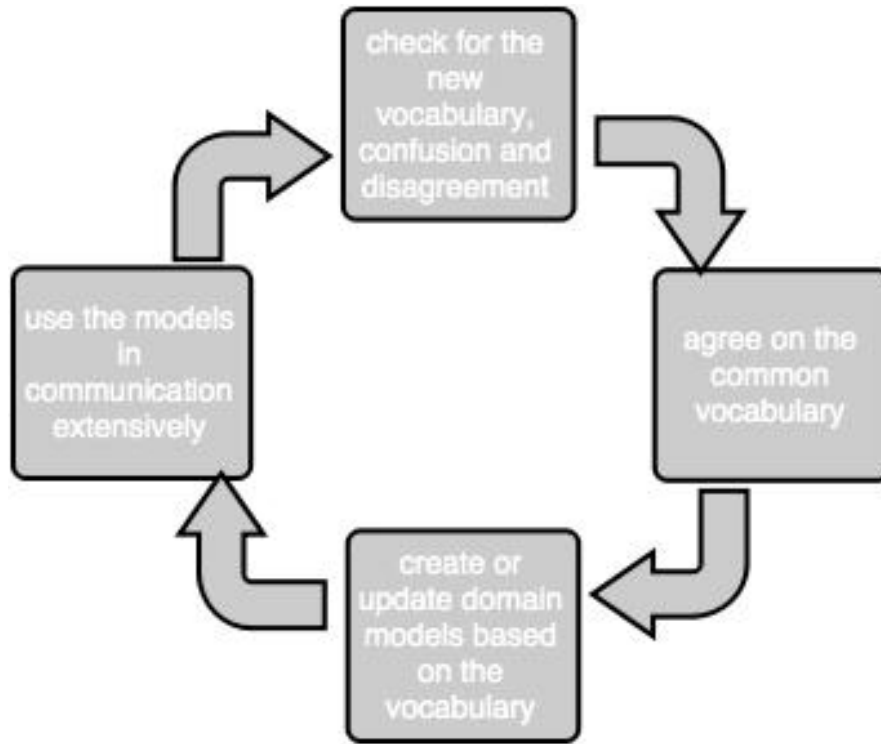 check for the
new
vocabulary,
confusion and
disagreement
agree on the
common
vocabulary
create or
update domain
models based
on the
vocabulary
use the models
in
communication
extensively